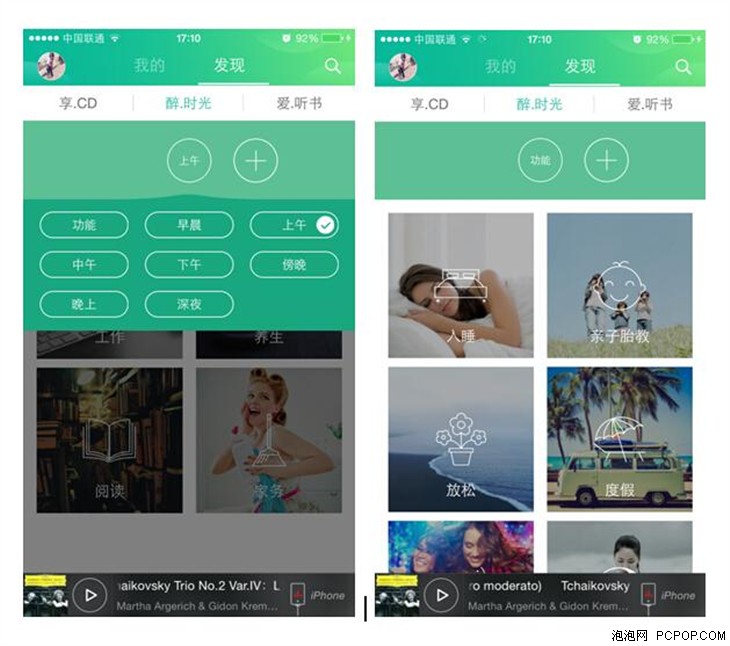 中国联通 17:10 92%
我的 发现
享.CD 醉.时光 爱.听书
上午
功能 早晨 上午
中午 下午 傍晚
晚上 深夜
工作 养生
阅读 家务
aikovsky Trio No.2 Var.IV: L
Martha Argerich & Gidon Krem...
iPhone
中国联通 17:10 92%
我的 发现
享.CD 醉.时光 爱.听书
功能
入睡 亲子胎教
放松 度假
ro moderato) Tchaikovsky
Martha Argerich & Gidon Krem...
iPhone
泡泡网 PCPOP.COM